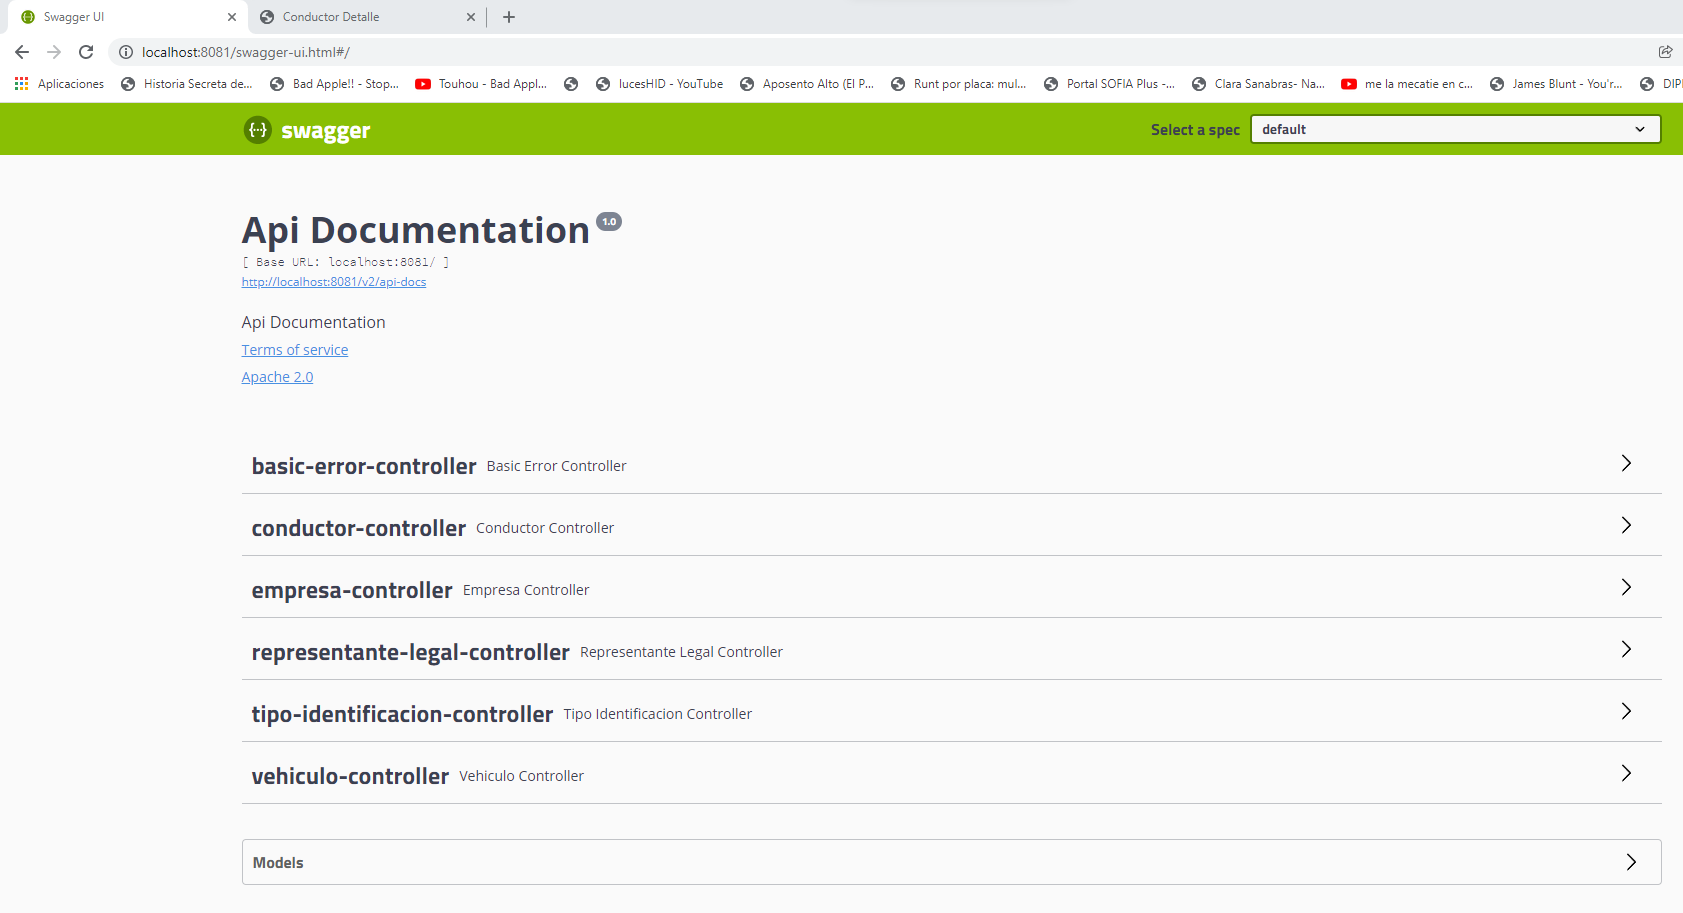 Swagger UI
Conductor Detalle
localhost:8081/swagger-ui.html#/
Aplicaciones
Historia Secreta de...
Bad Apple!! - Stop...
Touhou - Bad Appl...
lucesHID - YouTube
Aposento Alto (El P...
Runt por placa: mul...
Portal SOFIA Plus -...
Clara Sanabras- Na...
me la mecatie en c...
James Blunt - You'r...
DIPL
swagger
Select a spec
default
Api Documentation 1.0
[ Base URL: localhost:8081/ ]
http://localhost:8081/v2/api-docs
Api Documentation
Terms of service
Apache 2.0
basic-error-controller Basic Error Controller
conductor-controller Conductor Controller
empresa-controller Empresa Controller
representante-legal-controller Representante Legal Controller
tipo-identificacion-controller Tipo Identificacion Controller
vehiculo-controller Vehiculo Controller
Models